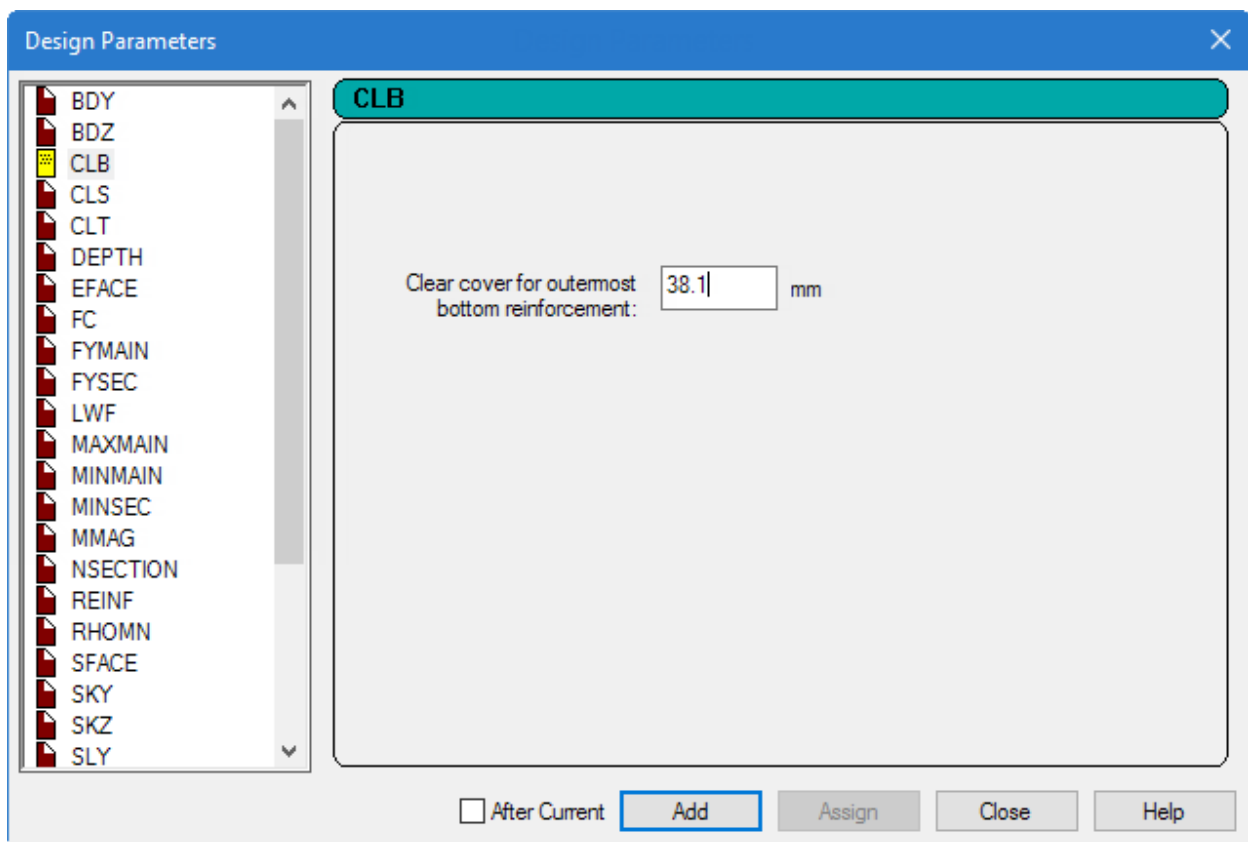 Design Parameters
BDY
BDZ
CLB
CLS
CLT
DEPTH
EFACE
FC
FYMAIN
FYSEC
LWF
MAXMAIN
MINMAIN
MINSEC
MMAG
NSECTION
REINF
RHOMN
SFACE
SKY
SKZ
SLY
CLB
Clear cover for outermost
bottom reinforcement:
38.1
mm
After Current
Add
Assign
Close
Help